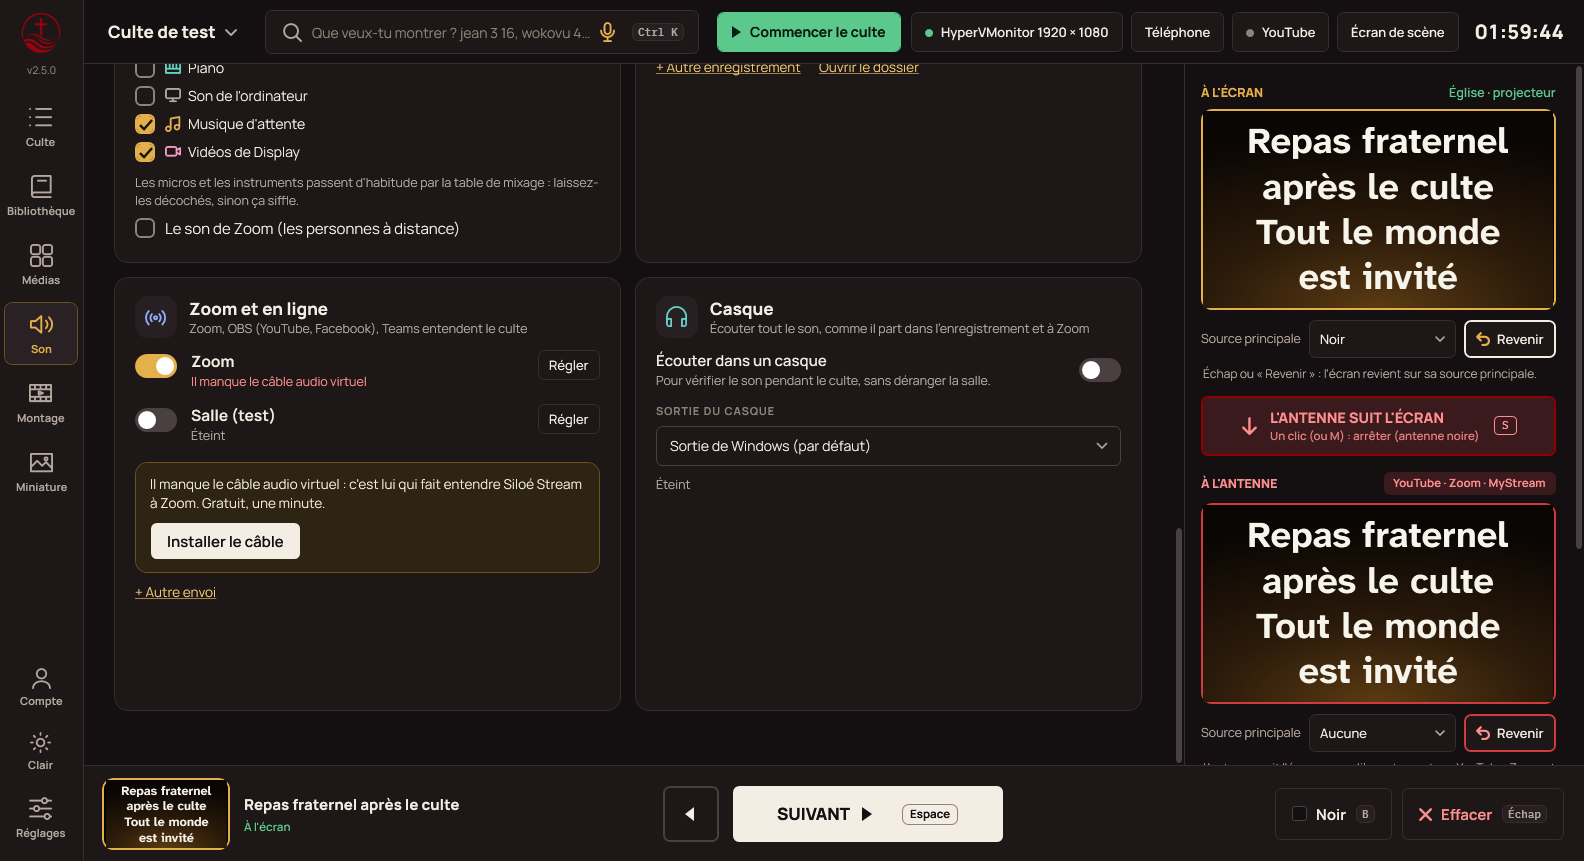 v2.5.0
Culte
Bibliothèque
Médias
Son
Montage
Miniature
Compte
Clair
Réglages
Culte de test
Que veux-tu montrer ? jean 3 16, wokovu 4...
Ctrl K
Commencer le culte
HyperVMonitor 1920 × 1080
Téléphone
YouTube
Écran de scène
01:59:44
Piano
Son de l'ordinateur
Musique d'attente
Vidéos de Display
Les micros et les instruments passent d'habitude par la table de mixage : laissez-
les décochés, sinon ça siffle.
Le son de Zoom (les personnes à distance)
+ Autre enregistrement
Ouvrir le dossier
Zoom et en ligne
Zoom, OBS (YouTube, Facebook), Teams entendent le culte
Zoom
Il manque le câble audio virtuel
Régler
Salle (test)
Éteint
Régler
Il manque le câble audio virtuel : c'est lui qui fait entendre Siloé Stream
à Zoom. Gratuit, une minute.
Installer le câble
+ Autre envoi
Casque
Écouter tout le son, comme il part dans l'enregistrement et à Zoom
Écouter dans un casque
Pour vérifier le son pendant le culte, sans déranger la salle.
SORTIE DU CASQUE
Sortie de Windows (par défaut)
Éteint
À L'ÉCRAN
Église · projecteur
Repas fraternel
après le culte
Tout le monde
est invité
Source principale
Noir
Revenir
Échap ou « Revenir » : l'écran revient sur sa source principale.
L'ANTENNE SUIT L'ÉCRAN
Un clic (ou M) : arrêter (antenne noire)
S
À L'ANTENNE
YouTube · Zoom · MyStream
Repas fraternel
après le culte
Tout le monde
est invité
Source principale
Aucune
Revenir
Repas fraternel
après le culte
Tout le monde
est invité
Repas fraternel après le culte
À l'écran
SUIVANT
Espace
Noir
B
Effacer
Échap